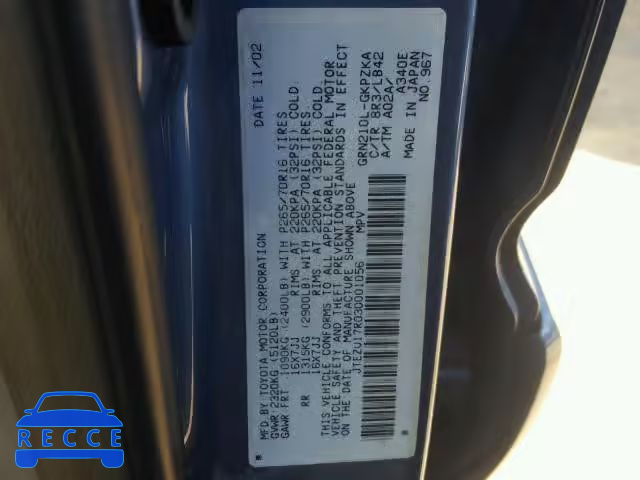 MFD. BY: TOYOTA MOTOR CORPORATION DATE 11/02
GVWR: 2320KG (5120LB)
GAWR FRT 1090KG (2400LB) WITH P265/70R16 TIRES
16X7JJ RIMS. AT 220KPA (32PSI) COLD.
RR 1315KG (2900LB) WITH P265/70R16 TIRES.
16X7JJ RIMS. AT 220KPA (32PSI) COLD.
THIS VEHICLE CONFORMS TO ALL APPLICABLE FEDERAL MOTOR
VEHICLE SAFETY AND THEFT PREVENTION STANDARDS IN EFFECT
ON THE DATE OF MANUFACTURE SHOWN ABOVE
JTEZU17R030001056 MPV
GRN210L-GKPZKA
C/TR 8R3/LB42
A/TM A02A/ A340E
MADE IN JAPAN
NO.967
RECCE